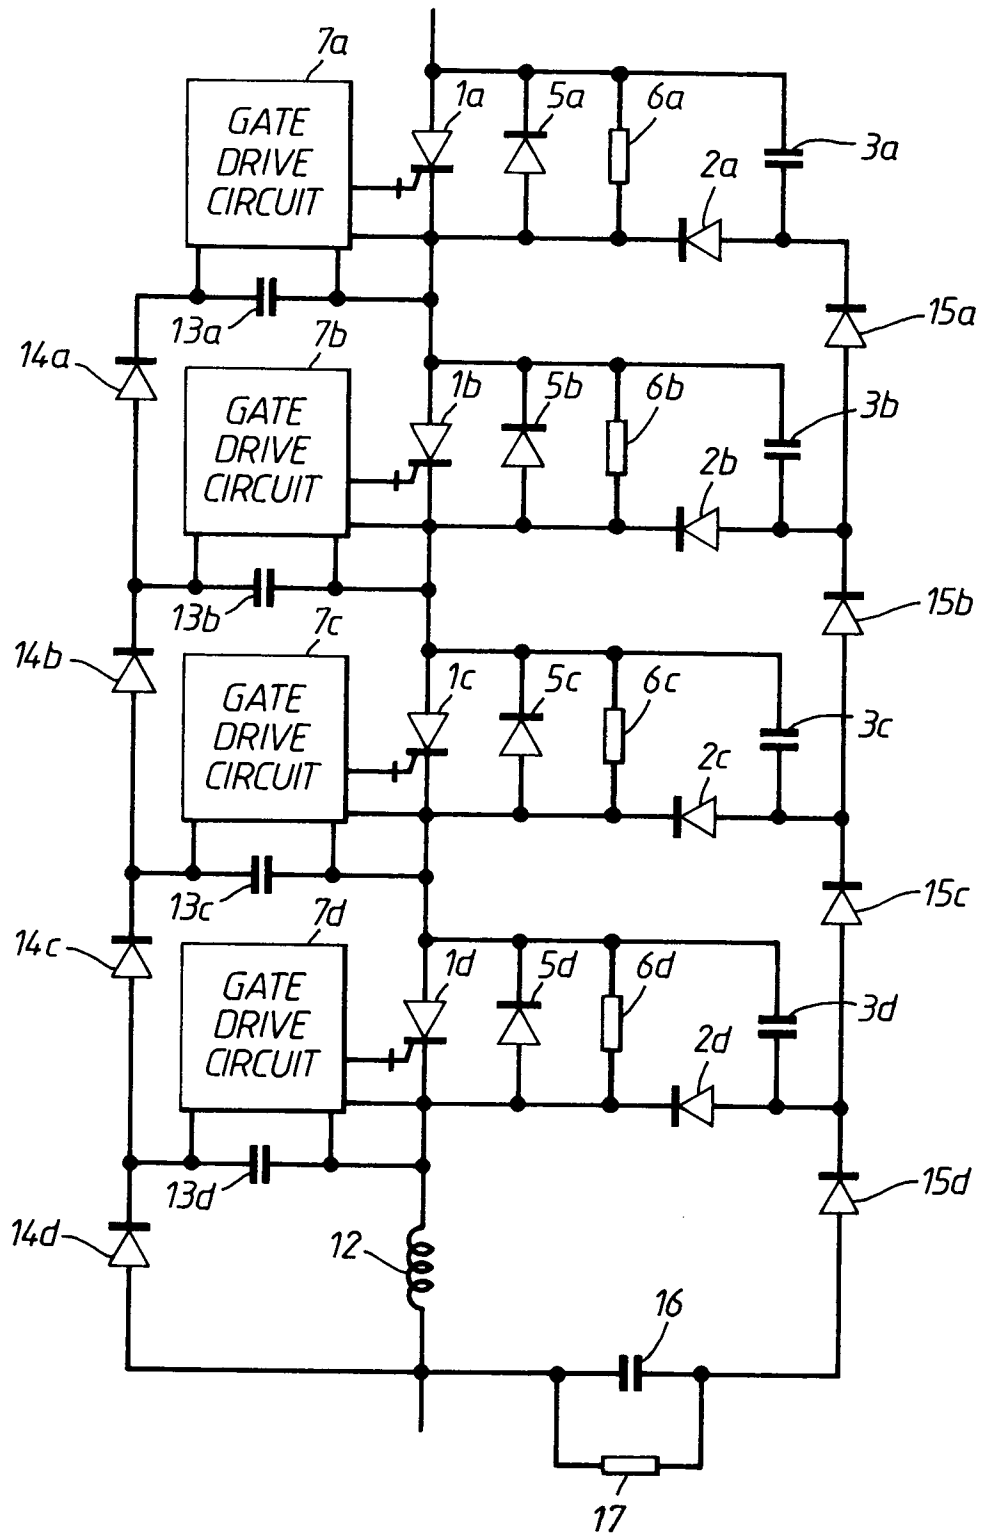 7a
1a
5a
6a
3a
GATE
DRIVE
CIRCUIT
2a
13a
15a
14a
7b
1b
5b
6b
3b
GATE
DRIVE
CIRCUIT
2b
13b
15b
14b
7c
1c
5c
6c
3c
GATE
DRIVE
CIRCUIT
2c
13c
15c
14c
7d
1d
5d
6d
3d
GATE
DRIVE
CIRCUIT
2d
13d
15d
14d
12
16
17